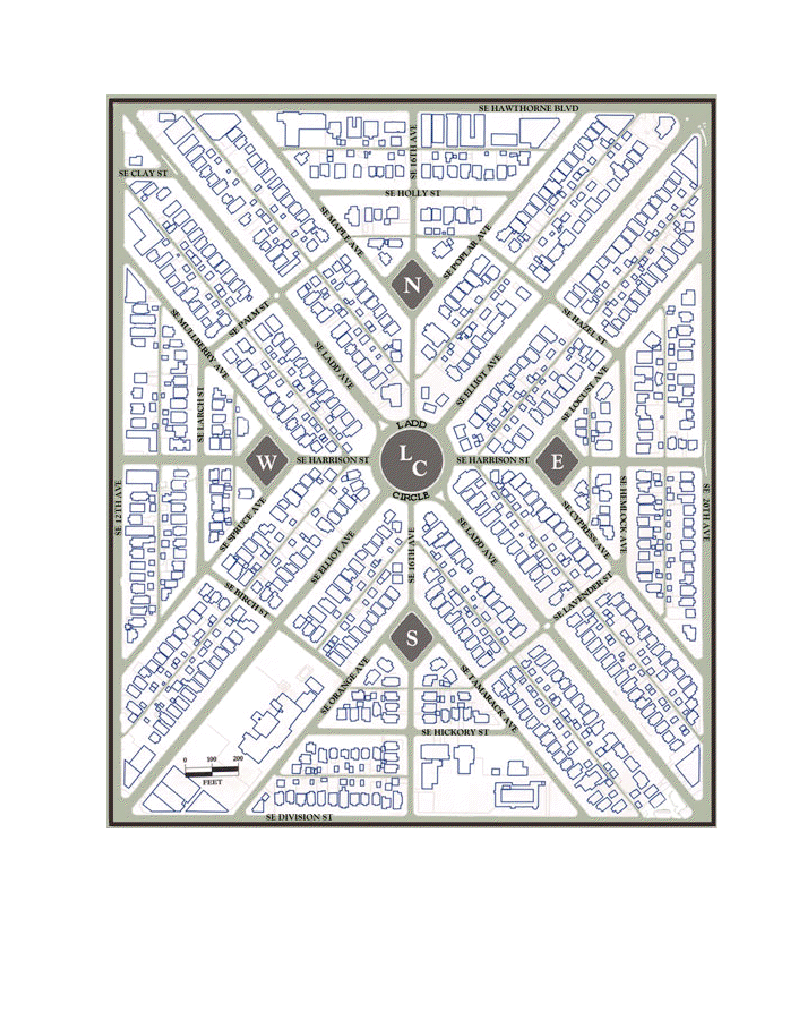 SE HAWTHORNE BLVD
SE 16TH AVE
SE CLAY ST
SE HOLLY ST
SE MAPLE AVE
SE POPLAR AVE
N
SE PALM ST
SE MULBERRY AVE
SE HAZEL ST
SE LADD AVE
SE ELLIOT AVE
SE LOCUST AVE
SE LARCH ST
LADD
LC
CIRCLE
W
SE HARRISON ST
SE HARRISON ST
E
SE 12TH AVE
SE SPRUCE AVE
SE CYPRESS AVE
SE HEMLOCK AVE
SE 20TH AVE
SE ELLIOT AVE
SE 16TH AVE
SE LADD AVE
SE BIRCH ST
SE LAVENDER ST
S
SE ORANGE AVE
SE TAMARACK AVE
SE HICKORY ST
0 100 200
FEET
SE DIVISION ST